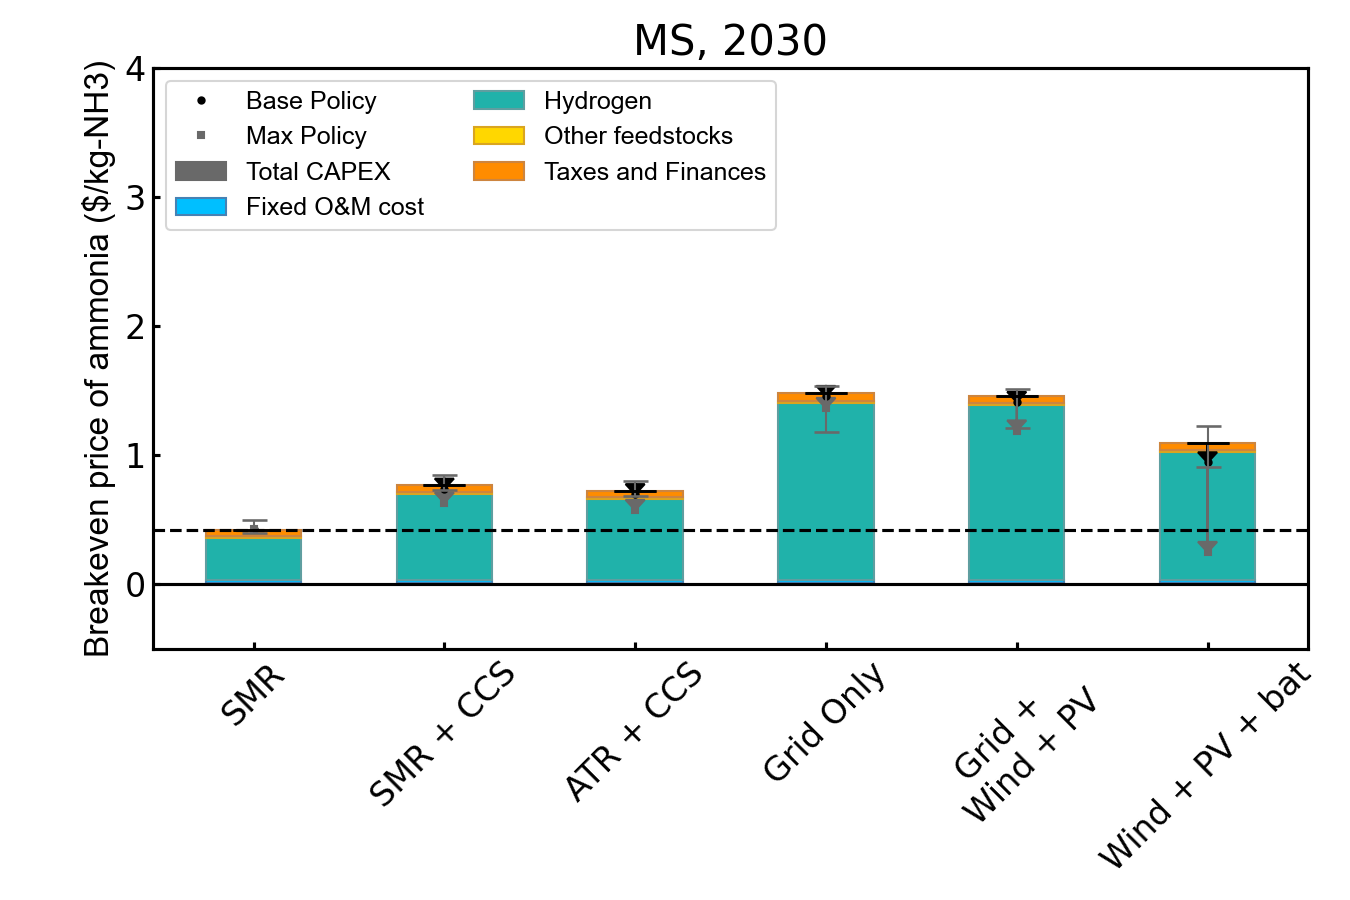 MS, 2030
Breakeven price of ammonia ($/kg-NH3)
4
3
2
1
0
Base Policy
Max Policy
Total CAPEX
Fixed O&M cost
Hydrogen
Other feedstocks
Taxes and Finances
SMR
SMR + CCS
ATR + CCS
Grid Only
Grid +
Wind + PV
Wind + PV + bat